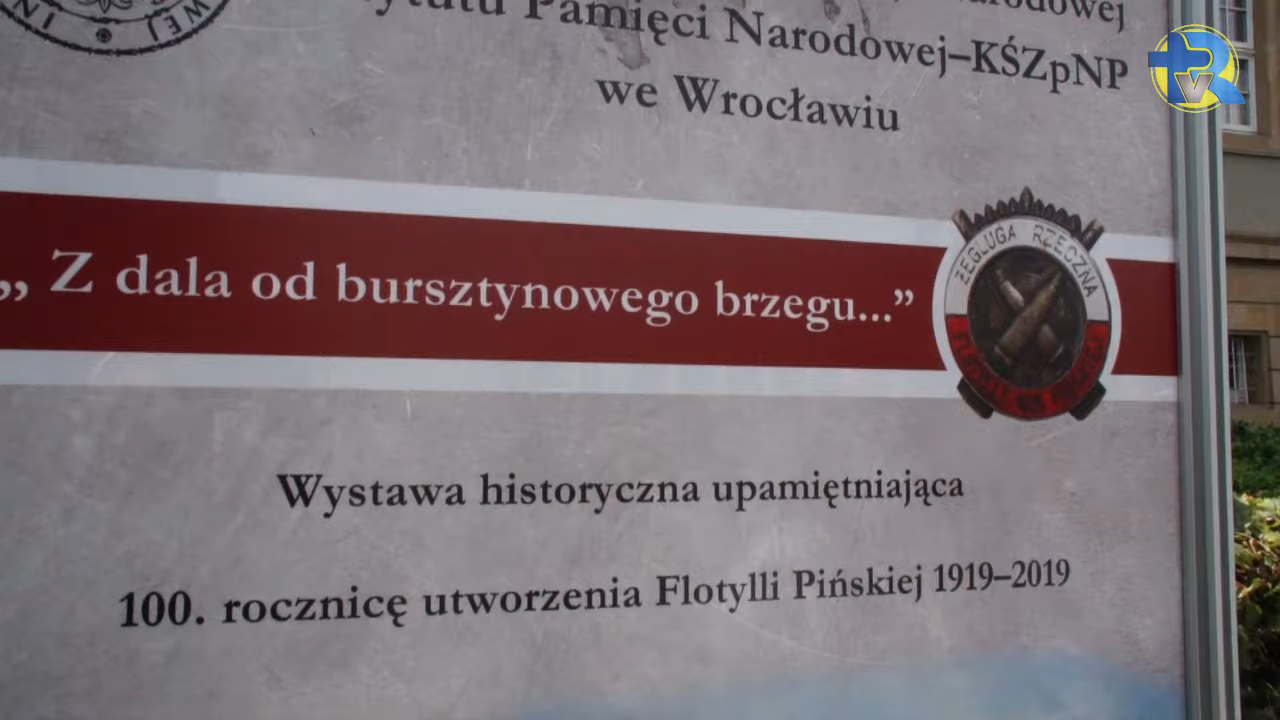 Narodowej
Pamięci Narodowej–KŚZpNP
we Wrocławiu
„ Z dala od bursztynowego brzegu...”
ŻEGLUGA RZECZNA
Wystawa historyczna upamiętniająca
100. rocznicę utworzenia Flotylli Pińskiej 1919–2019